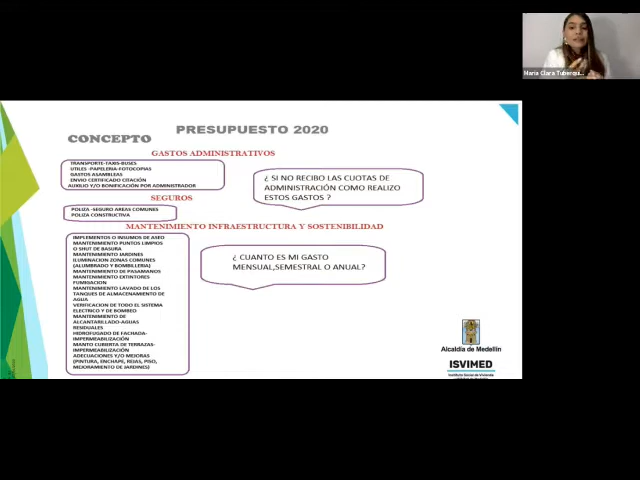 María Clara Tuberqui...
PRESUPUESTO 2020
CONCEPTO
GASTOS ADMINISTRATIVOS
TRANSPORTE-TAXIS-BUSES
UTILES -PAPELERIA-FOTOCOPIAS
GASTOS ASAMBLEAS
ENVIO CERTIFICADO CITACIÓN
AUXILIO Y/O BONIFICACIÓN POR ADMINISTRADOR
¿ SI NO RECIBO LAS CUOTAS DE
ADMINISTRACIÓN COMO REALIZO
ESTOS GASTOS ?
SEGUROS
POLIZA -SEGURO AREAS COMUNES
POLIZA CONSTRUCTIVA
MANTENIMIENTO INFRAESTRUCTURA Y SOSTENIBILIDAD
IMPLEMENTOS O INSUMOS DE ASEO
MANTENIMIENTO PUNTOS LIMPIOS
O SHUT DE BASURA
MANTENIMIENTO JARDINES
ILUMINACION ZONAS COMUNES
(ALUMBRADO Y BOMBILLERIA)
MANTENIMIENTO DE PASAMANOS
MANTENIMIENTO EXTINTORES
FUMIGACION
MANTENIMIENTO LAVADO DE LOS
TANQUES DE ALMACENAMIENTO DE
AGUA
VERIFICACION DE TODO EL SISTEMA
ELECTRICO Y DE BOMBEO
MANTENIMIENTO DE
ALCANTARILLADO-AGUAS
RESIDUALES
HIDROFUGADO DE FACHADA-
IMPERMEABILIZACIÓN
MANTO CUBIERTA DE TERRAZAS-
IMPERMEABILIZACIÓN
ADECUACIONES Y/O MEJORAS
(PINTURA, ENCHAPE, REJAS, PISO,
MEJORAMIENTO DE JARDINES)
¿ CUANTO ES MI GASTO
MENSUAL,SEMESTRAL O ANUAL?
Alcaldía de Medellín
ISVIMED
Instituto Social de Vivienda